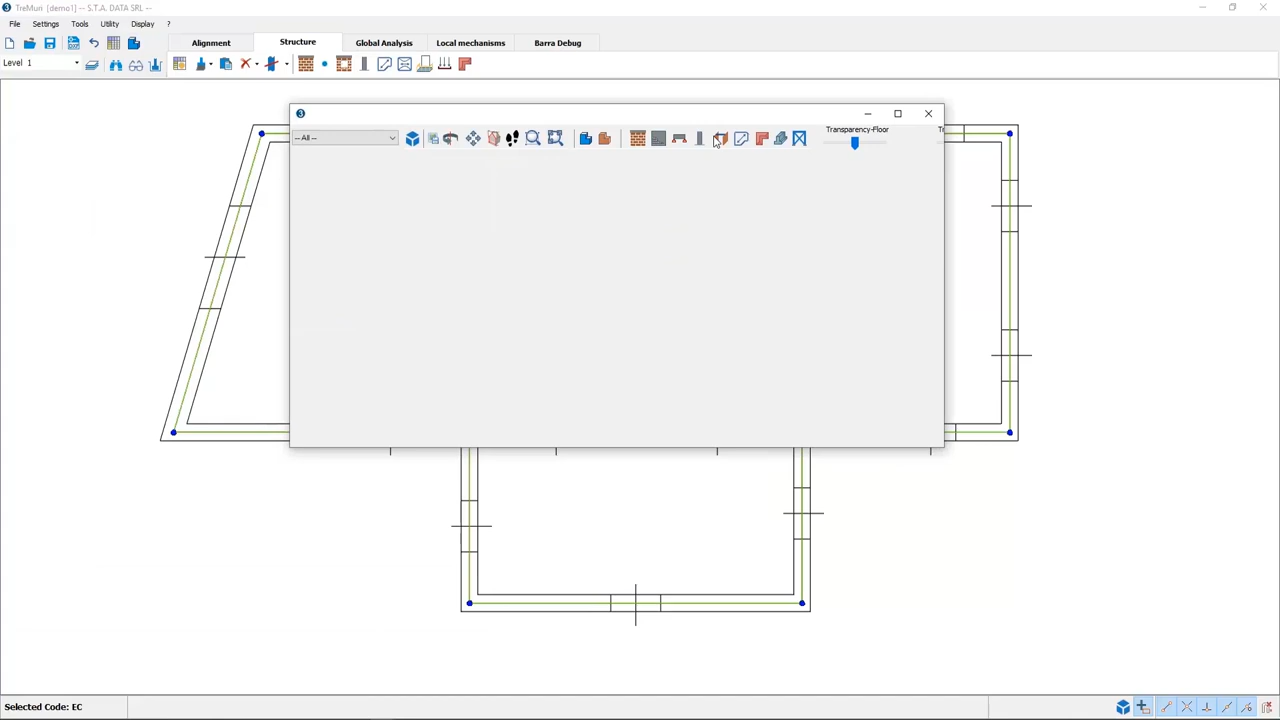 TreMuri [demo1] -- S.T.A. DATA SRL --
File Settings Tools Utility Display ?
Alignment Structure Global Analysis Local mechanisms Barra Debug
Level 1
-- All --
Transparency-Floor
Selected Code: EC